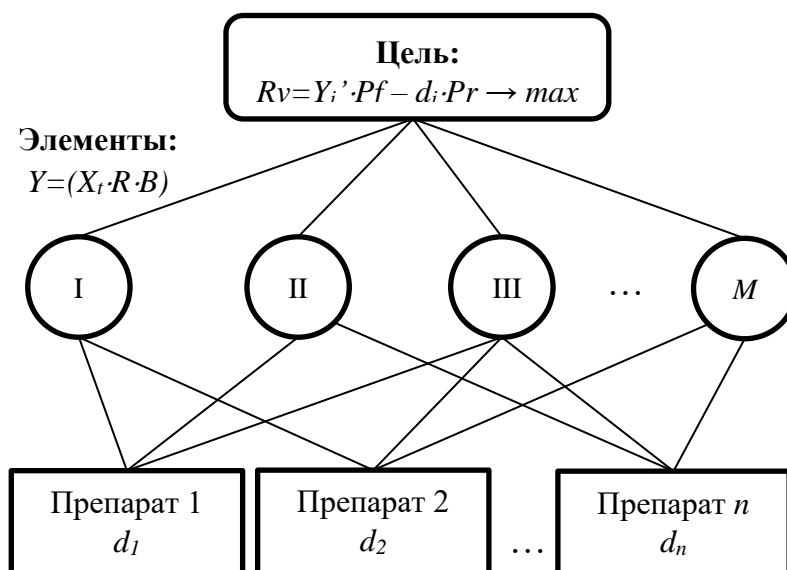 Цель:
Rv=Yᵢ’·Pf – dᵢ·Pr → max
Элементы:
Y=(Xₜ·R·B)
I
II
III
…
M
Препарат 1
d₁
Препарат 2
d₂
…
Препарат n
dₙ